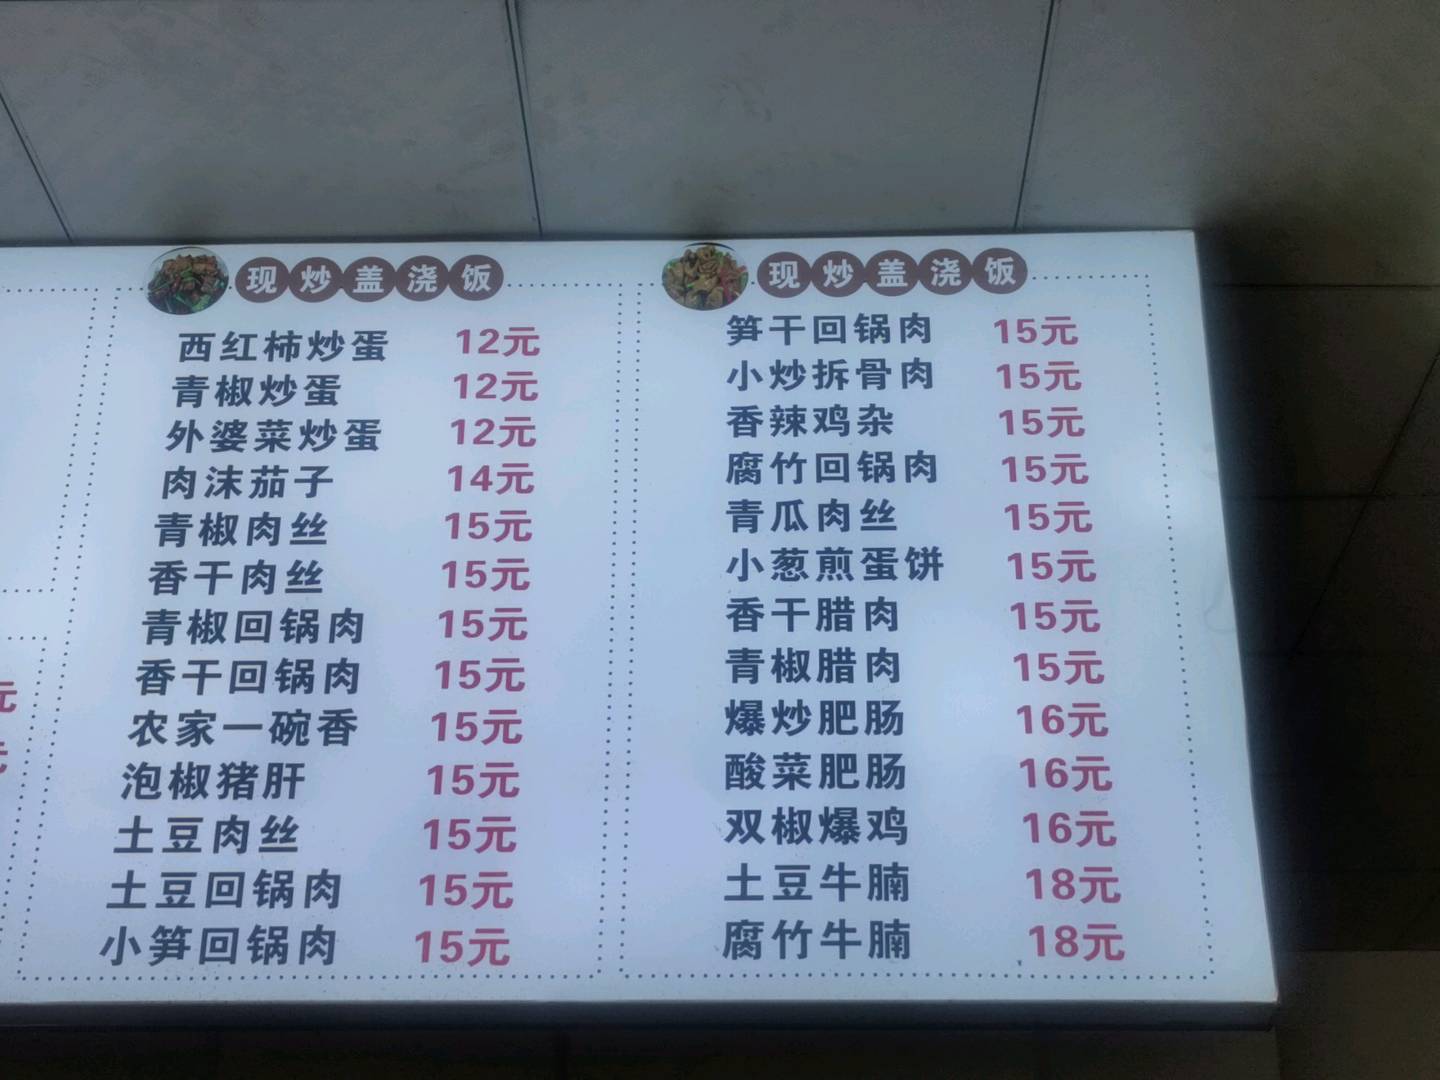 现炒盖浇饭
西红柿炒蛋 12元
青椒炒蛋 12元
外婆菜炒蛋 12元
肉沫茄子 14元
青椒肉丝 15元
香干肉丝 15元
青椒回锅肉 15元
香干回锅肉 15元
农家一碗香 15元
泡椒猪肝 15元
土豆肉丝 15元
土豆回锅肉 15元
小笋回锅肉 15元
现炒盖浇饭
笋干回锅肉 15元
小炒拆骨肉 15元
香辣鸡杂 15元
腐竹回锅肉 15元
青瓜肉丝 15元
小葱煎蛋饼 15元
香干腊肉 15元
青椒腊肉 15元
爆炒肥肠 16元
酸菜肥肠 16元
双椒爆鸡 16元
土豆牛腩 18元
腐竹牛腩 18元